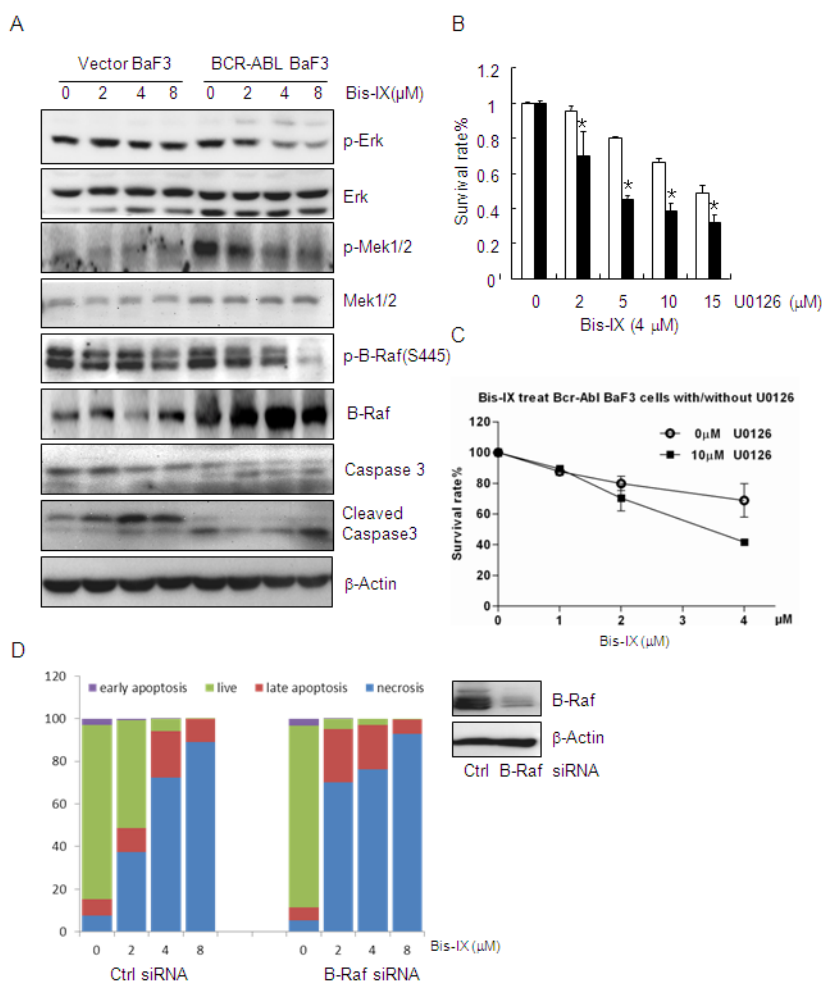 A
Vector BaF3 BCR-ABL BaF3
0 2 4 8 0 2 4 8 Bis-IX(μM)
p-Erk
Erk
p-Mek1/2
Mek1/2
p-B-Raf(S445)
B-Raf
Caspase 3
Cleaved
Caspase3
β-Actin
B
Survival rate%
1.2
1
0.8
0.6
0.4
0.2
0
* * * *
0 2 5 10 15 U0126 (μM)
Bis-IX (4 μM)
C
Bis-IX treat Bcr-Abl BaF3 cells with/without U0126
Survival rate%
120
100
80
60
40
20
0
0μM U0126
10μM U0126
0 1 2 3 4 μM
Bis-IX (μM)
D
120
100
80
60
40
20
0
early apoptosis live late apoptosis necrosis
0 2 4 8 0 2 4 8 Bis-IX (μM)
Ctrl siRNA B-Raf siRNA
B-Raf
β-Actin
Ctrl B-Raf siRNA